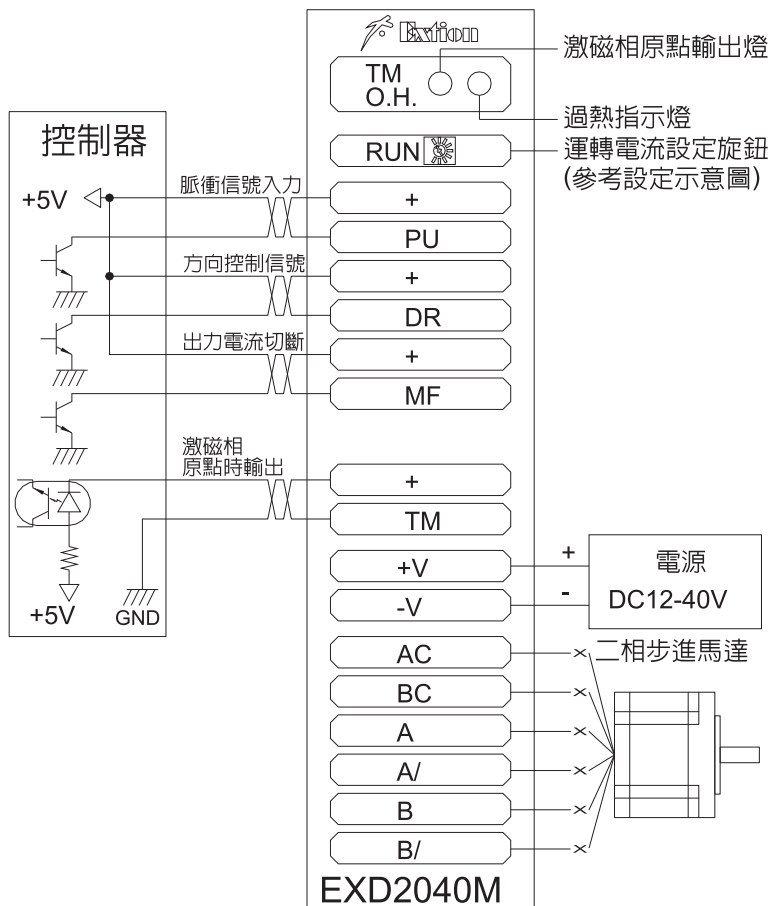 Extion
TM
O.H.
激磁相原點輸出燈
過熱指示燈
RUN
運轉電流設定旋鈕
(參考設定示意圖)
控制器
+5V
脈衝信號入力
+
PU
方向控制信號
+
DR
出力電流切斷
+
MF
激磁相
原點時輸出
+
TM
+5V
GND
+V
-V
+
-
電源
DC12-40V
二相步進馬達
AC
BC
A
A/
B
B/
EXD2040M